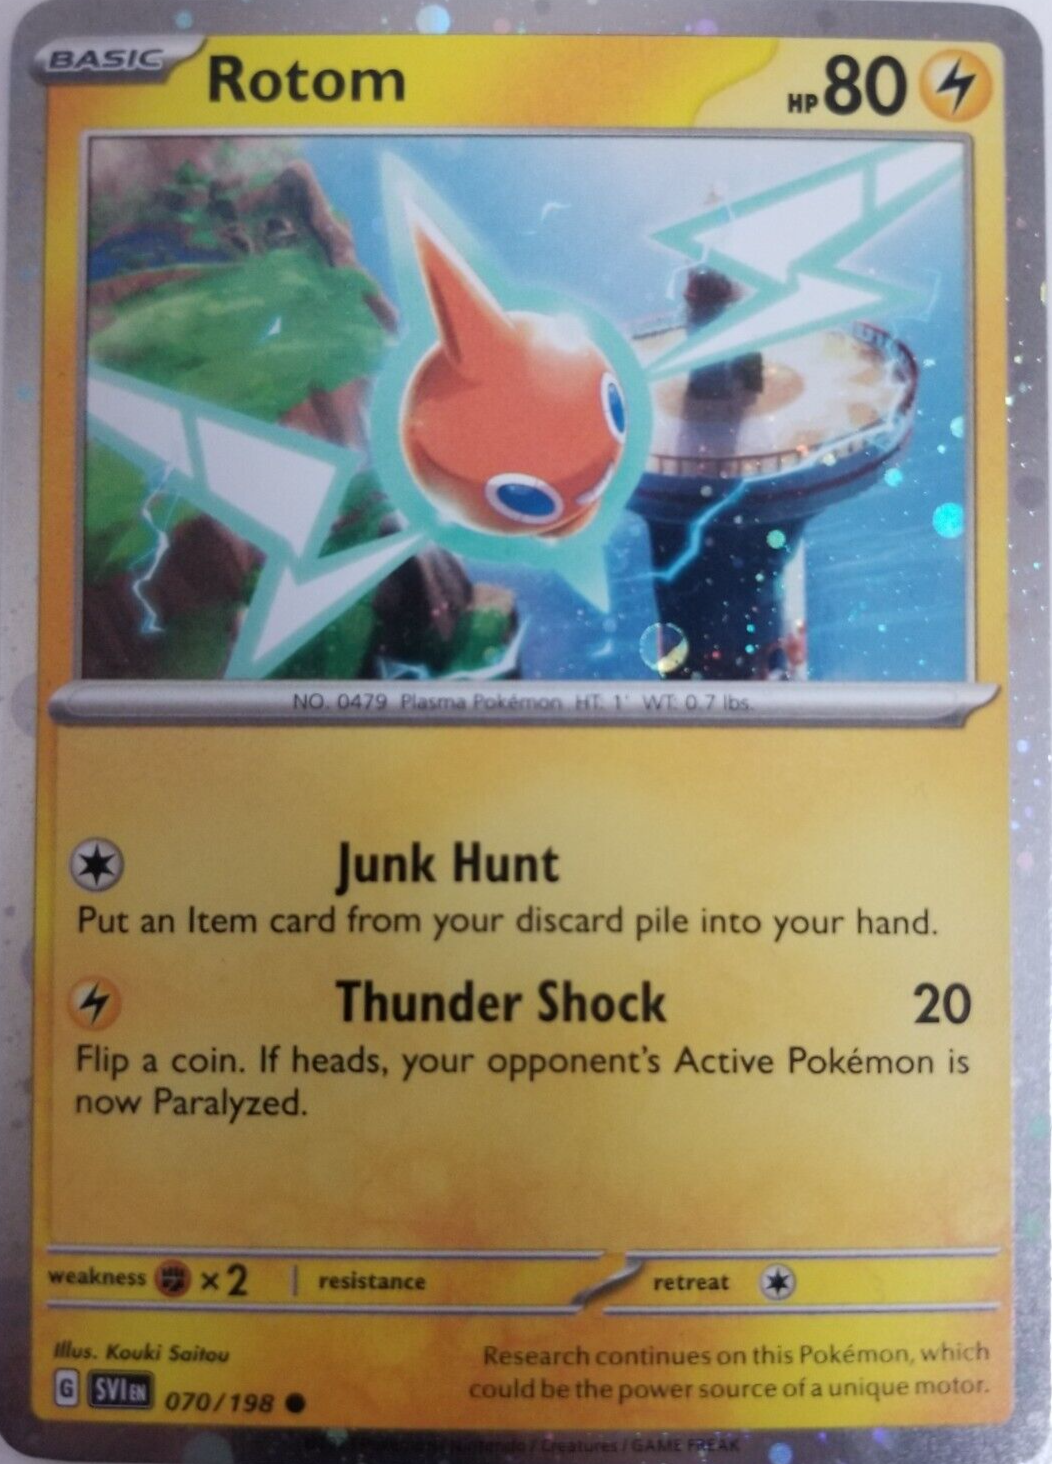 BASIC Rotom HP 80
NO. 0479 Plasma Pokémon HT: 1' WT: 0.7 lbs.
Junk Hunt
Put an Item card from your discard pile into your hand.
Thunder Shock 20
Flip a coin. If heads, your opponent's Active Pokémon is
now Paralyzed.
weakness ×2 resistance retreat
Illus. Kouki Saitou
Research continues on this Pokémon, which
could be the power source of a unique motor.
G SVI EN 070/198
Nintendo / Creatures / GAME FREAK